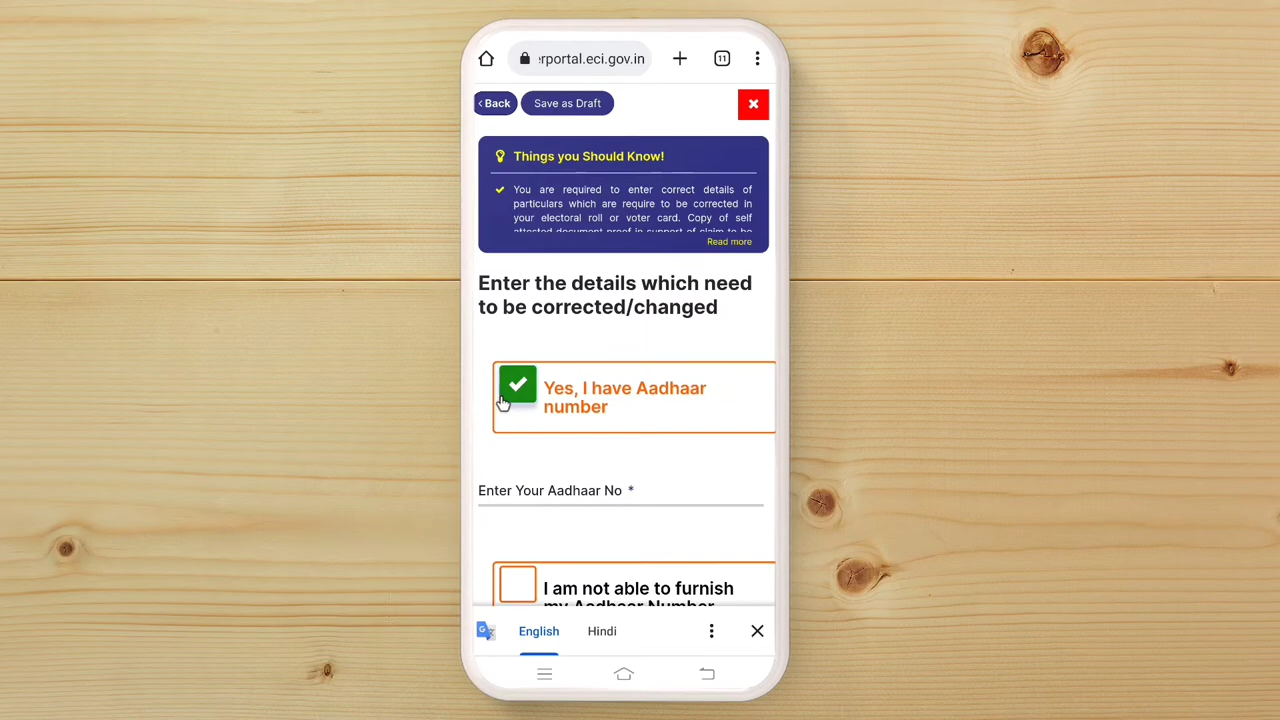 erportal.eci.gov.in
11
Back
Save as Draft
Things you Should Know!
You are required to enter correct details of
particulars which are require to be corrected in
your electoral roll or voter card. Copy of self
attested document proof in support of claim to be
Read more
Enter the details which need
to be corrected/changed
Yes, I have Aadhaar
number
Enter Your Aadhaar No *
I am not able to furnish
my Aadhaar Number
English
Hindi